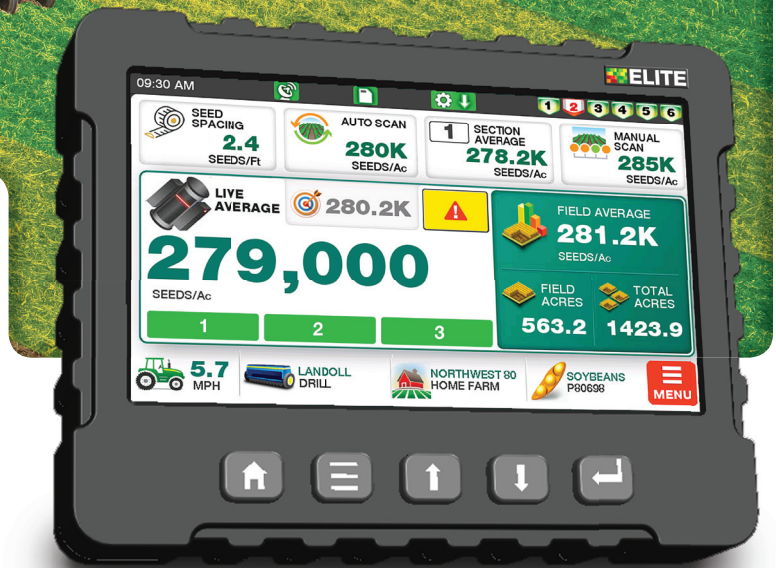 09:30 AM
ELITE
1 2 3 4 5 6
SEED
SPACING
2.4
SEEDS/Ft
AUTO SCAN
280K
SEEDS/Ac
1
SECTION
AVERAGE
278.2K
SEEDS/Ac
MANUAL
SCAN
285K
SEEDS/Ac
LIVE
AVERAGE
280.2K
279,000
SEEDS/Ac
1 2 3
FIELD AVERAGE
281.2K
SEEDS/Ac
FIELD
ACRES
563.2
TOTAL
ACRES
1423.9
5.7
MPH
LANDOLL
DRILL
NORTHWEST 80
HOME FARM
SOYBEANS
P80698
MENU